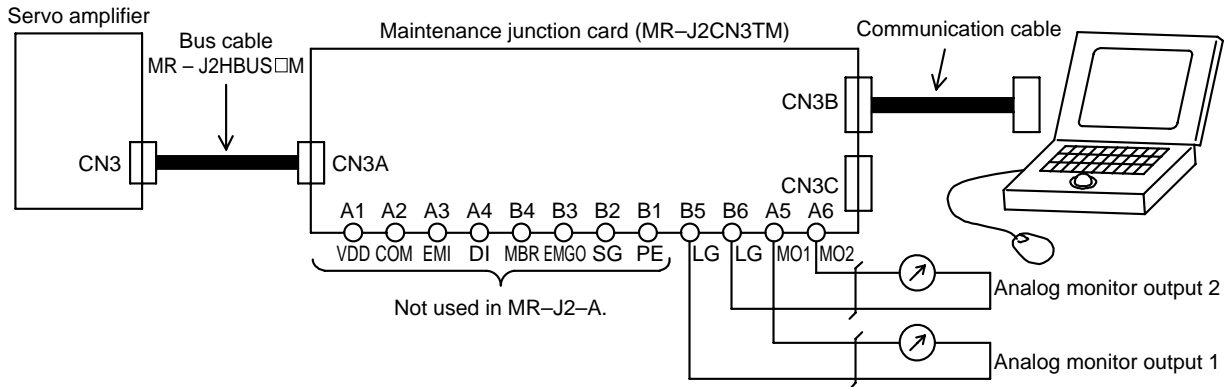 Servo amplifier
Bus cable
MR – J2HBUS□M
Maintenance junction card (MR–J2CN3TM)
Communication cable
CN3B
CN3
CN3A
CN3C
A1 A2 A3 A4 B4 B3 B2 B1 B5 B6 A5 A6
VDD COM EMI DI MBR EMGO SG PE LG LG MO1 MO2
Not used in MR–J2–A.
Analog monitor output 2
Analog monitor output 1